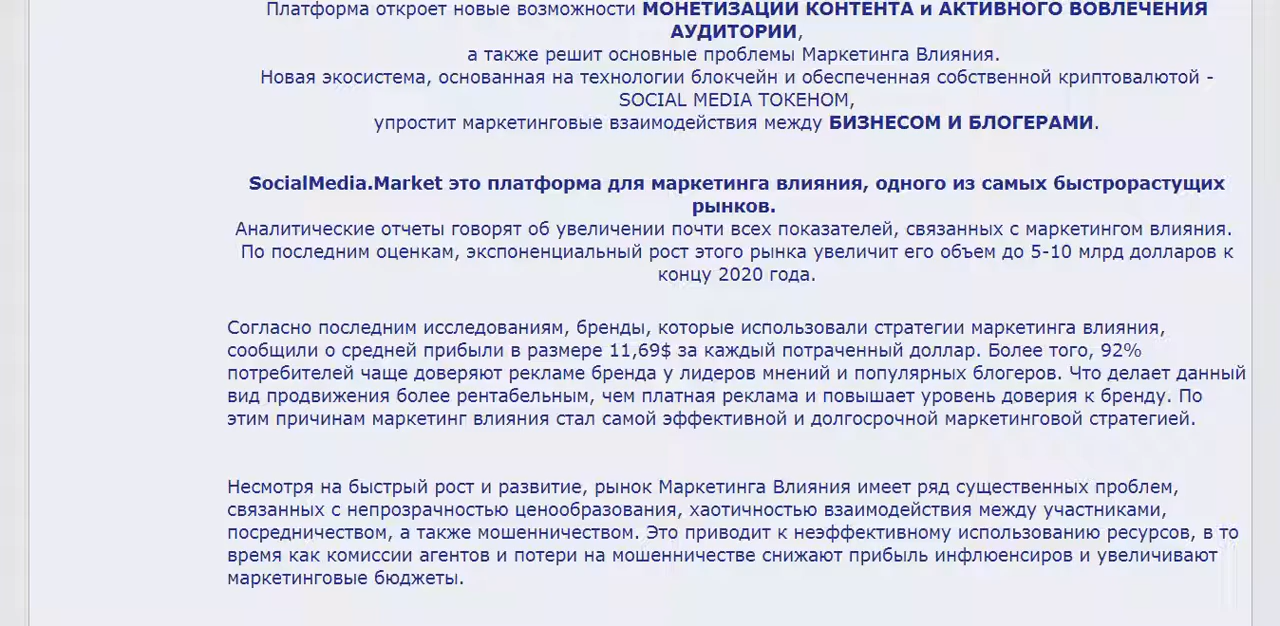 Платформа откроет новые возможности МОНЕТИЗАЦИИ КОНТЕНТА и АКТИВНОГО ВОВЛЕЧЕНИЯ
АУДИТОРИИ,
а также решит основные проблемы Маркетинга Влияния.
Новая экосистема, основанная на технологии блокчейн и обеспеченная собственной криптовалютой -
SOCIAL MEDIA ТОКЕНОМ,
упростит маркетинговые взаимодействия между БИЗНЕСОМ И БЛОГЕРАМИ.
SocialMedia.Market это платформа для маркетинга влияния, одного из самых быстрорастущих
рынков.
Аналитические отчеты говорят об увеличении почти всех показателей, связанных с маркетингом влияния.
По последним оценкам, экспоненциальный рост этого рынка увеличит его объем до 5-10 млрд долларов к
концу 2020 года.
Согласно последним исследованиям, бренды, которые использовали стратегии маркетинга влияния,
сообщили о средней прибыли в размере 11,69$ за каждый потраченный доллар. Более того, 92%
потребителей чаще доверяют рекламе бренда у лидеров мнений и популярных блогеров. Что делает данный
вид продвижения более рентабельным, чем платная реклама и повышает уровень доверия к бренду. По
этим причинам маркетинг влияния стал самой эффективной и долгосрочной маркетинговой стратегией.
Несмотря на быстрый рост и развитие, рынок Маркетинга Влияния имеет ряд существенных проблем,
связанных с непрозрачностью ценообразования, хаотичностью взаимодействия между участниками,
посредничеством, а также мошенничеством. Это приводит к неэффективному использованию ресурсов, в то
время как комиссии агентов и потери на мошенничестве снижают прибыль инфлюенсиров и увеличивают
маркетинговые бюджеты.